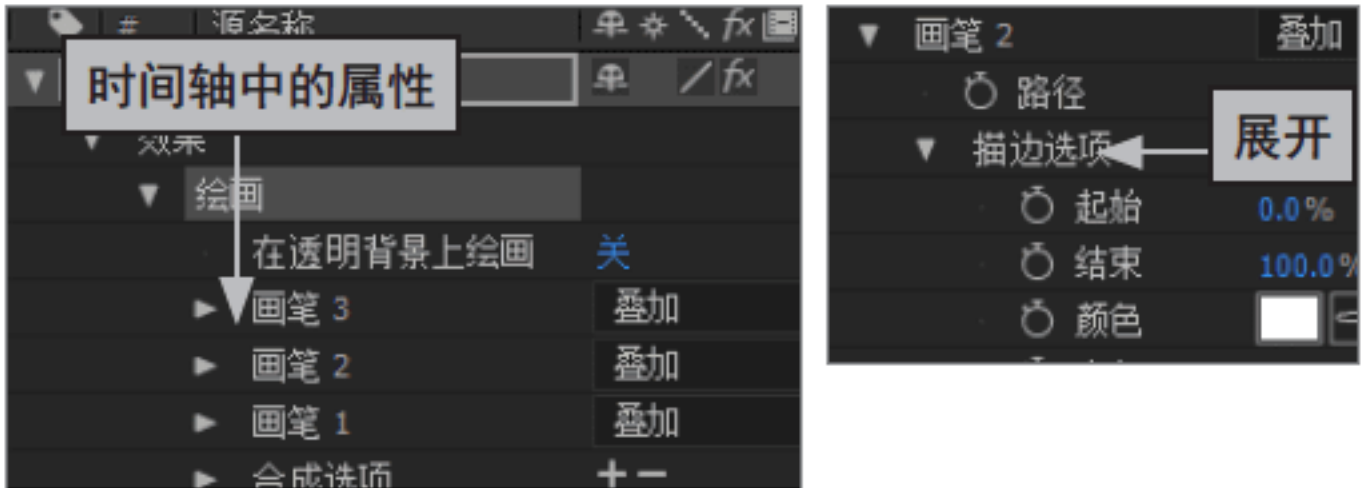 # 源名称 fx
时间轴中的属性
fx
效果
绘画
在透明背景上绘画 关
画笔 3 叠加
画笔 2 叠加
画笔 1 叠加
合成选项 + −
画笔 2 叠加
路径
描边选项
展开
起始 0.0%
结束 100.0%
颜色